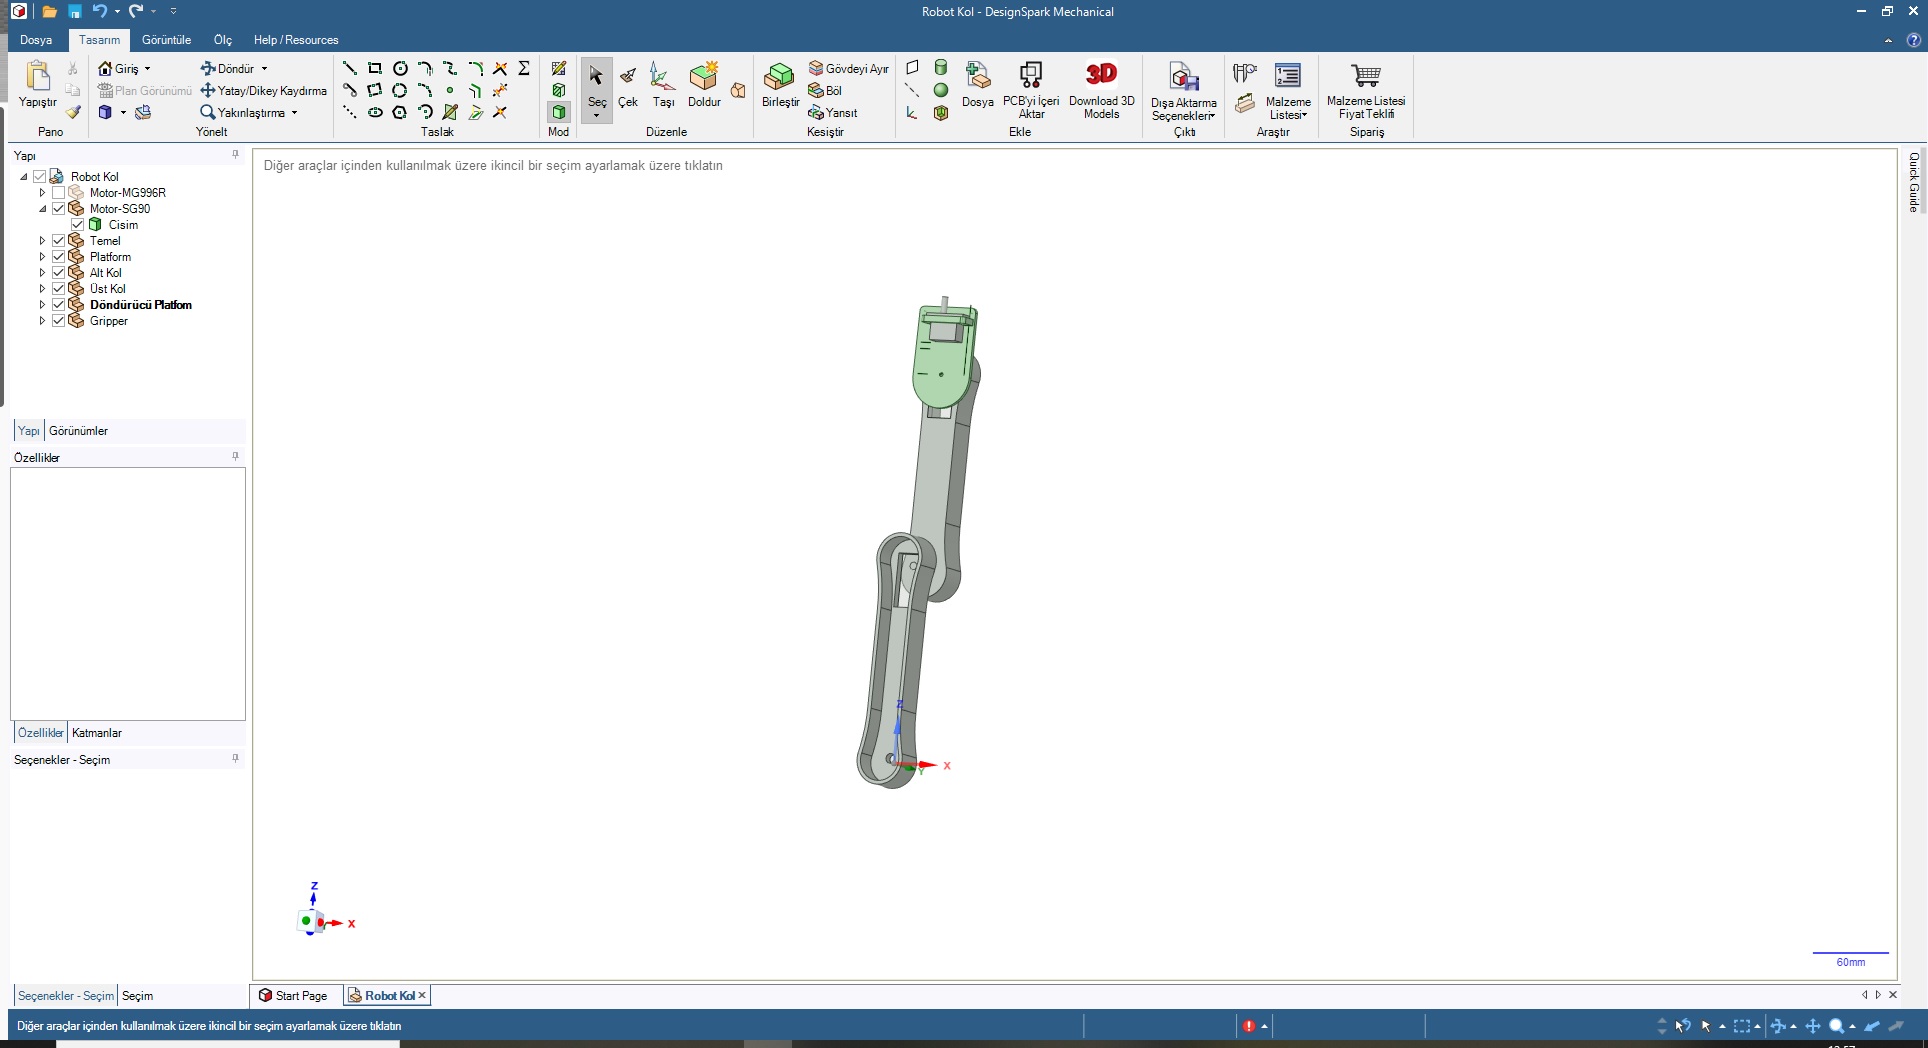 Robot Kol - DesignSpark Mechanical
Dosya Tasarım Görüntüle Ölç Help / Resources
Yapıştır
Pano
Giriş
Plan Görünümü
Döndür
Yatay/Dikey Kaydırma
Yakınlaştırma
Yönelt
Taslak
Mod
Seç
Çek
Taşı
Doldur
Düzenle
Birleştir
Gövdeyi Ayır
Böl
Yansıt
Kesiştir
Dosya
PCB'yi İçeri
Aktar
3D
Download 3D
Models
Ekle
Dışa Aktarma
Seçenekleri
Çıktı
Malzeme
Listesi
Araştır
Malzeme Listesi
Fiyat Teklifi
Sipariş
Yapı
Robot Kol
Motor-MG996R
Motor-SG90
Cisim
Temel
Platform
Alt Kol
Üst Kol
Döndürücü Platfom
Gripper
Yapı Görünümler
Özellikler
Özellikler Katmanlar
Seçenekler - Seçim
Seçenekler - Seçim Seçim
Diğer araçlar içinden kullanılmak üzere ikincil bir seçim ayarlamak üzere tıklatın
Z
X
Y
Z
X
60mm
Quick Guide
Start Page Robot Kol
Diğer araçlar içinden kullanılmak üzere ikincil bir seçim ayarlamak üzere tıklatın